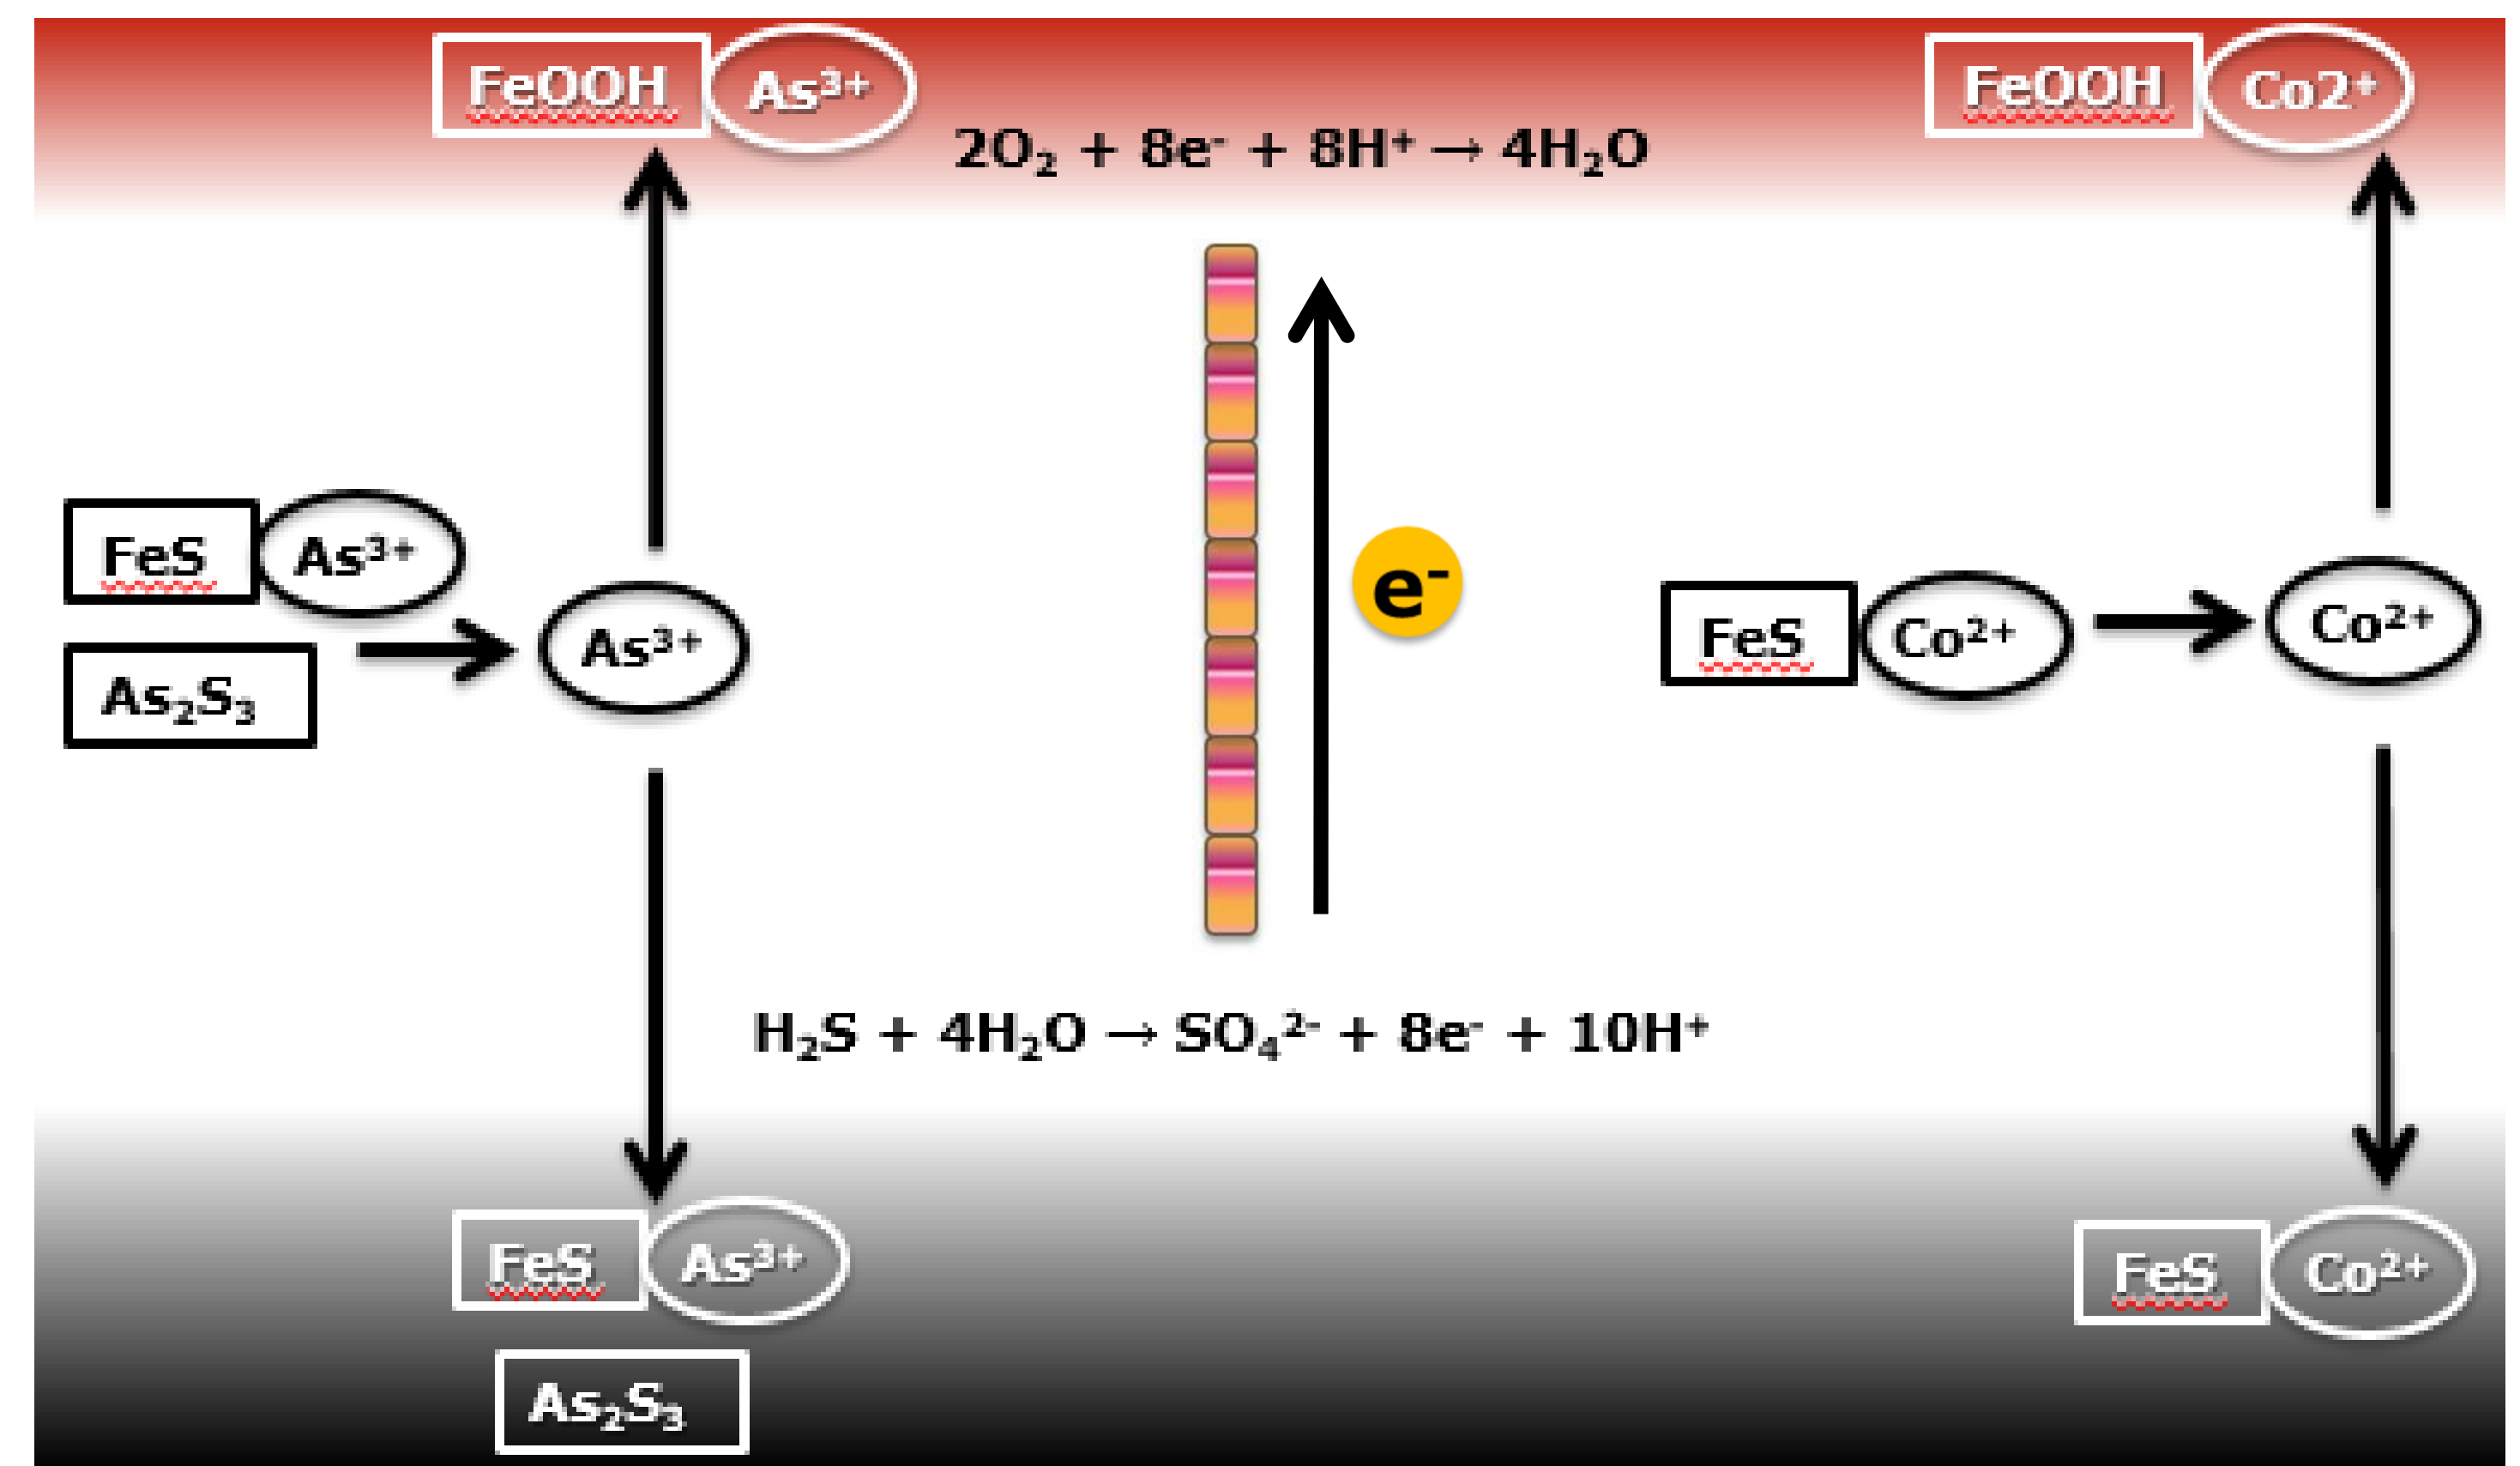 FeOOH As³⁺
FeOOH Co2⁺
2O₂ + 8e⁻ + 8H⁺ → 4H₂O
FeS As³⁺
As₂S₃
As³⁺
e⁻
FeS Co²⁺
Co²⁺
H₂S + 4H₂O → SO₄²⁻ + 8e⁻ + 10H⁺
FeS As³⁺
As₂S₃
FeS Co²⁺